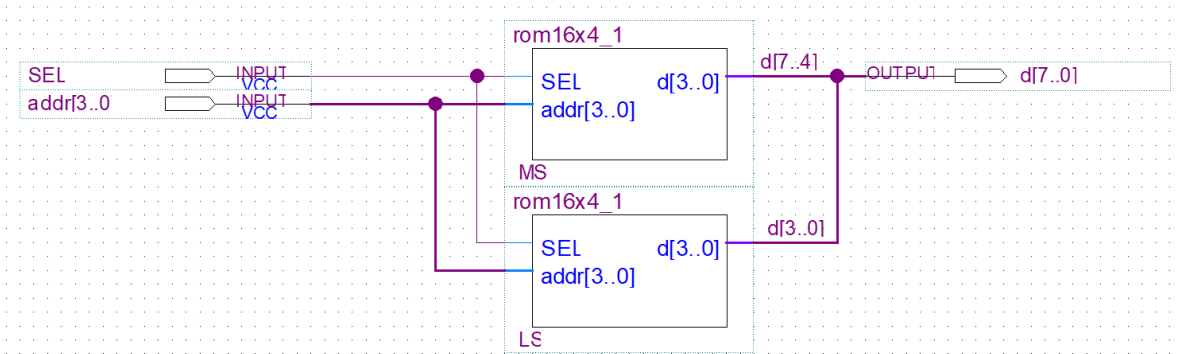 rom16x4_1
SEL
INPUT
VCC
addr[3..0
INPUT
VCC
SEL
d[3..0]
addr[3..0]
MS
d[7..4]
OUTPUT
d[7..0]
rom16x4_1
SEL
d[3..0]
addr[3..0]
LS
d[3..0]